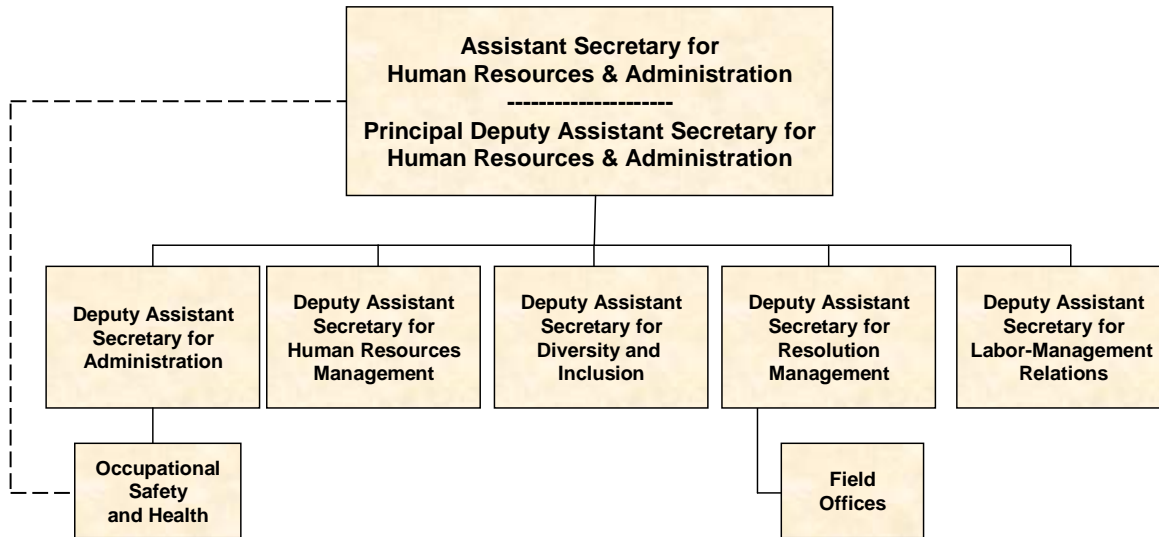 Assistant Secretary for
Human Resources & Administration
---------------------
Principal Deputy Assistant Secretary for
Human Resources & Administration
Deputy Assistant
Secretary for
Administration
Deputy Assistant
Secretary for
Human Resources
Management
Deputy Assistant
Secretary for
Diversity and
Inclusion
Deputy Assistant
Secretary for
Resolution
Management
Deputy Assistant
Secretary for
Labor-Management
Relations
Occupational
Safety
and Health
Field
Offices